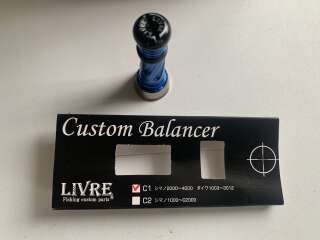 Custom Balancer
LIVRE®
Fishing custom parts
C1 シマノ2000~4000 ダイワ1003~3012
C2 シマノ1000~C2000